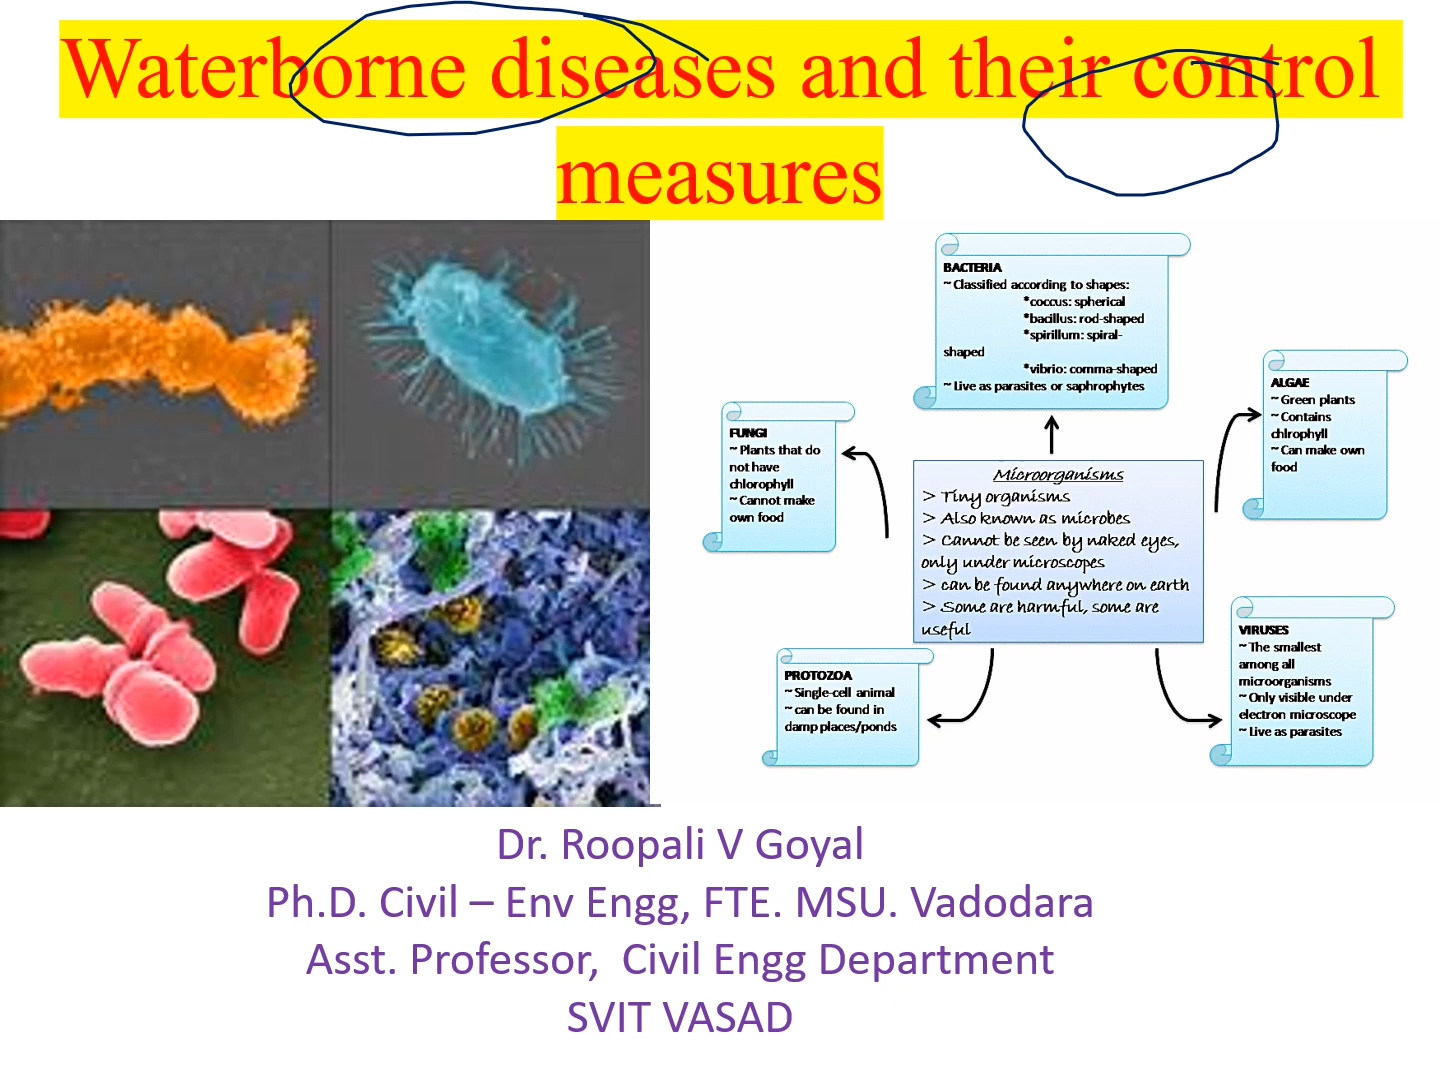 Waterborne diseases and their control
measures
BACTERIA
~ Classified according to shapes:
*coccus: spherical
*bacillus: rod-shaped
*spirillum: spiral-
shaped
*vibrio: comma-shaped
~ Live as parasites or saphrophytes
FUNGI
~ Plants that do
not have
chlorophyll
~ Cannot make
own food
ALGAE
~ Green plants
~ Contains
chlrophyll
~ Can make own
food
Microorganisms
> Tiny organisms
> Also known as microbes
> Cannot be seen by naked eyes,
only under microscopes
> can be found anywhere on earth
> Some are harmful, some are
useful
PROTOZOA
~ Single-cell animal
~ can be found in
damp places/ponds
VIRUSES
~ The smallest
among all
microorganisms
~ Only visible under
electron microscope
~ Live as parasites
Dr. Roopali V Goyal
Ph.D. Civil – Env Engg, FTE. MSU. Vadodara
Asst. Professor, Civil Engg Department
SVIT VASAD